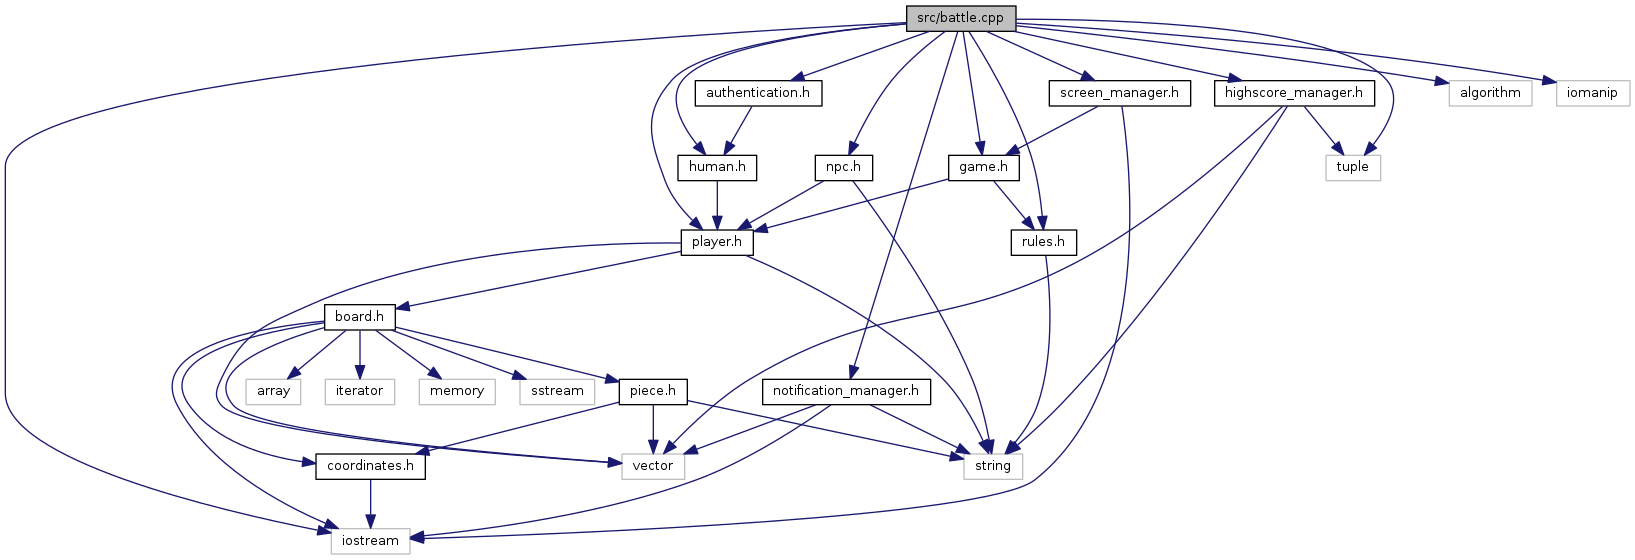 src/battle.cpp
authentication.h
screen_manager.h
highscore_manager.h
algorithm
iomanip
human.h
npc.h
game.h
tuple
player.h
rules.h
board.h
array
iterator
memory
sstream
piece.h
notification_manager.h
coordinates.h
vector
string
iostream